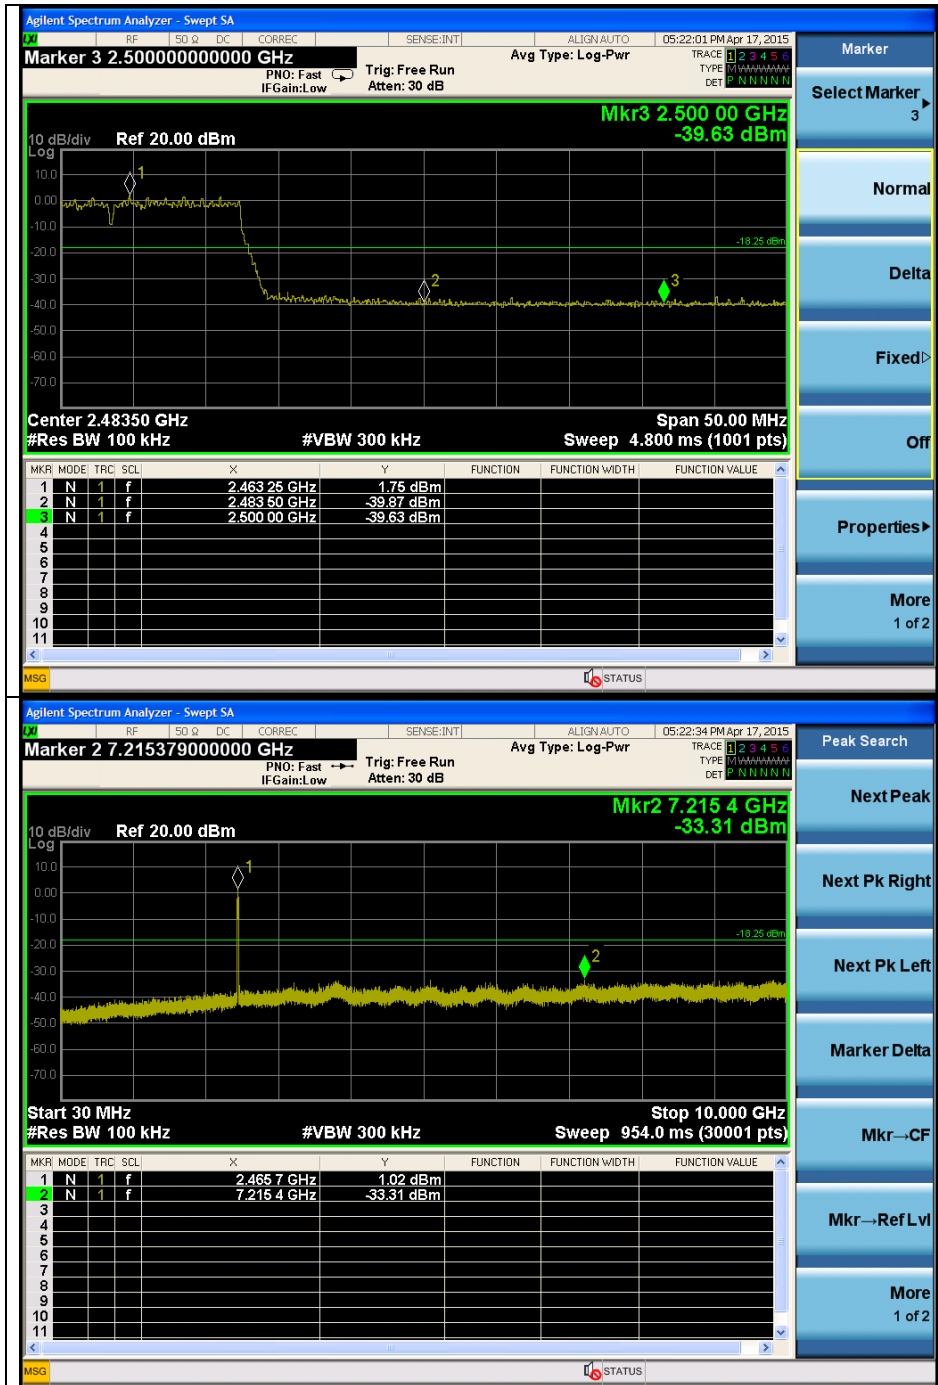 Agilent Spectrum Analyzer - Swept SA
LXI RF 50 Ω DC CORREC SENSE:INT ALIGN AUTO 05:22:01 PM Apr 17, 2015
Marker 3 2.500000000000 GHz
PNO: Fast
IFGain:Low
Trig: Free Run
Atten: 30 dB
Avg Type: Log-Pwr
TRACE 1 2 3 4 5 6
TYPE M WWWWW
DET P N N N N N
Mkr3 2.500 00 GHz
-39.63 dBm
10 dB/div Ref 20.00 dBm
Log
10.0
0.00
-10.0
-20.0
-30.0
-40.0
-50.0
-60.0
-70.0
1
2
3
-18.25 dBm
Center 2.48350 GHz Span 50.00 MHz
#Res BW 100 kHz #VBW 300 kHz Sweep 4.800 ms (1001 pts)
MKR MODE TRC SCL X Y FUNCTION FUNCTION WIDTH FUNCTION VALUE
1 N 1 f 2.463 25 GHz 1.75 dBm
2 N 1 f 2.483 50 GHz -39.87 dBm
3 N 1 f 2.500 00 GHz -39.63 dBm
4
5
6
7
8
9
10
11
MSG STATUS
Marker
Select Marker
3
Normal
Delta
Fixed
Off
Properties
More
1 of 2
Agilent Spectrum Analyzer - Swept SA
LXI RF 50 Ω DC CORREC SENSE:INT ALIGN AUTO 05:22:34 PM Apr 17, 2015
Marker 2 7.215379000000 GHz
PNO: Fast
IFGain:Low
Trig: Free Run
Atten: 30 dB
Avg Type: Log-Pwr
TRACE 1 2 3 4 5 6
TYPE M WWWWW
DET P N N N N N
Mkr2 7.215 4 GHz
-33.31 dBm
10 dB/div Ref 20.00 dBm
Log
10.0
0.00
-10.0
-20.0
-30.0
-40.0
-50.0
-60.0
-70.0
1
2
-18.25 dBm
Start 30 MHz Stop 10.000 GHz
#Res BW 100 kHz #VBW 300 kHz Sweep 954.0 ms (30001 pts)
MKR MODE TRC SCL X Y FUNCTION FUNCTION WIDTH FUNCTION VALUE
1 N 1 f 2.465 7 GHz 1.02 dBm
2 N 1 f 7.215 4 GHz -33.31 dBm
3
4
5
6
7
8
9
10
11
MSG STATUS
Peak Search
Next Peak
Next Pk Right
Next Pk Left
Marker Delta
Mkr→CF
Mkr→Ref Lvl
More
1 of 2